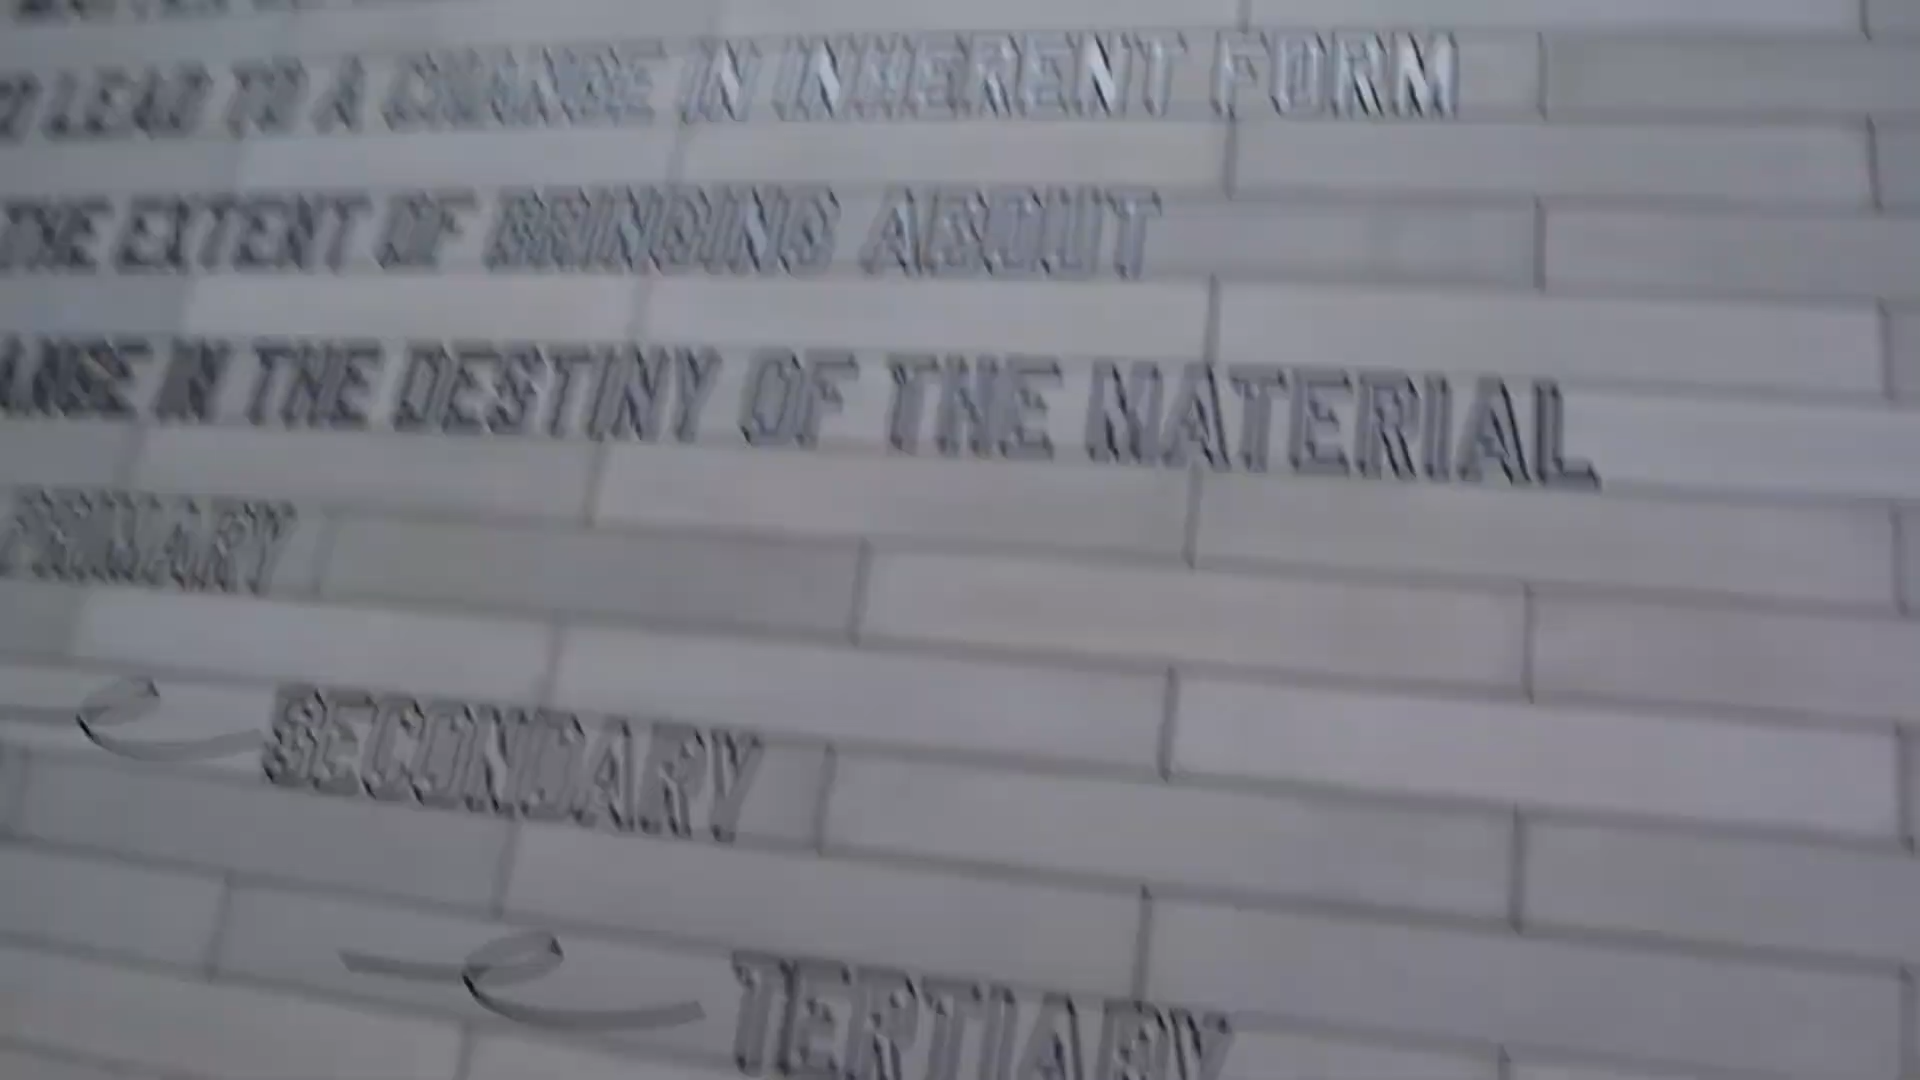 LEAD TO A CHANGE IN INHERENT FORM
THE EXTENT OF BRINGING ABOUT
IN THE DESTINY OF THE MATERIAL
PRIMARY
e SECONDARY
e TERTIARY